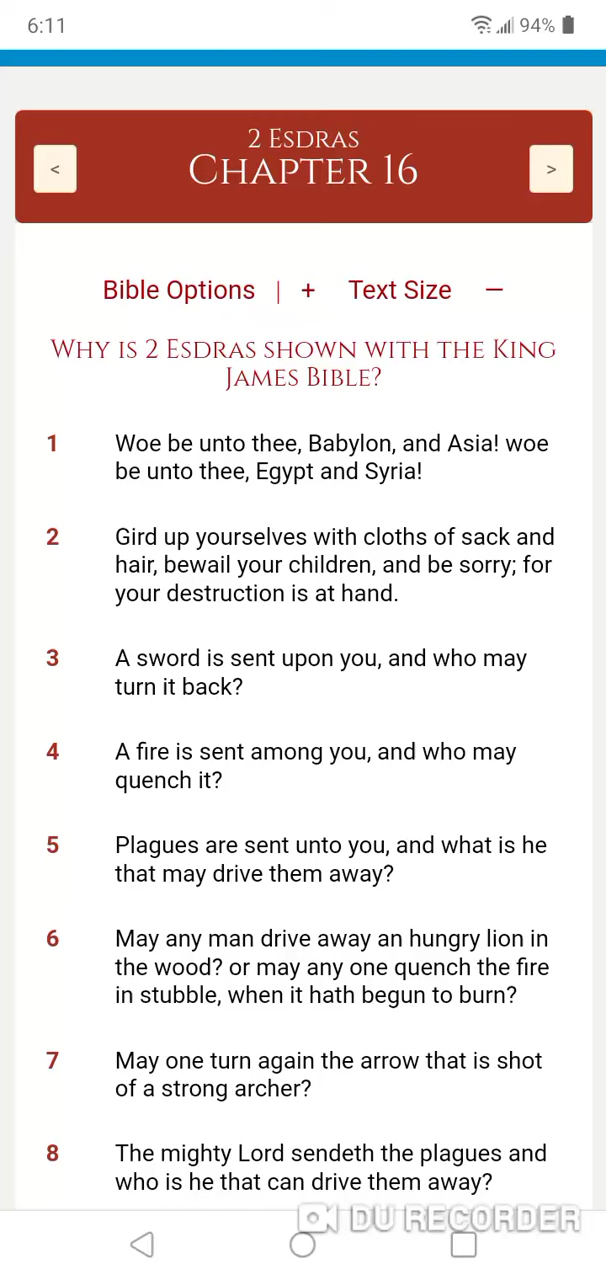 6:11
94%
2 Esdras
Chapter 16
<
>
Bible Options | + Text Size −
Why is 2 Esdras shown with the King
James Bible?
1 Woe be unto thee, Babylon, and Asia! woe
be unto thee, Egypt and Syria!
2 Gird up yourselves with cloths of sack and
hair, bewail your children, and be sorry; for
your destruction is at hand.
3 A sword is sent upon you, and who may
turn it back?
4 A fire is sent among you, and who may
quench it?
5 Plagues are sent unto you, and what is he
that may drive them away?
6 May any man drive away an hungry lion in
the wood? or may any one quench the fire
in stubble, when it hath begun to burn?
7 May one turn again the arrow that is shot
of a strong archer?
8 The mighty Lord sendeth the plagues and
who is he that can drive them away?
DU RECORDER